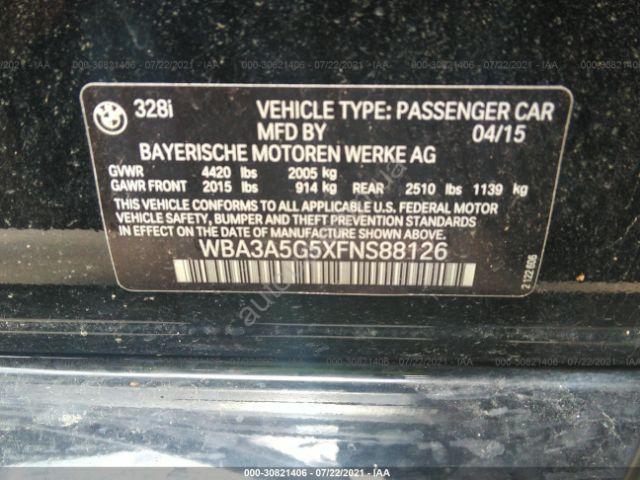 328i VEHICLE TYPE: PASSENGER CAR
MFD BY 04/15
BAYERISCHE MOTOREN WERKE AG
GVWR 4420 lbs 2005 kg
GAWR FRONT 2015 lbs 914 kg REAR 2510 lbs 1139 kg
THIS VEHICLE CONFORMS TO ALL APPLICABLE U.S. FEDERAL MOTOR
VEHICLE SAFETY, BUMPER AND THEFT PREVENTION STANDARDS IN
EFFECT ON THE DATE OF MANUFACTURE SHOWN ABOVE.
WBA3A5G5XFNS88126
000-30821406 - 07/22/2021 - IAA